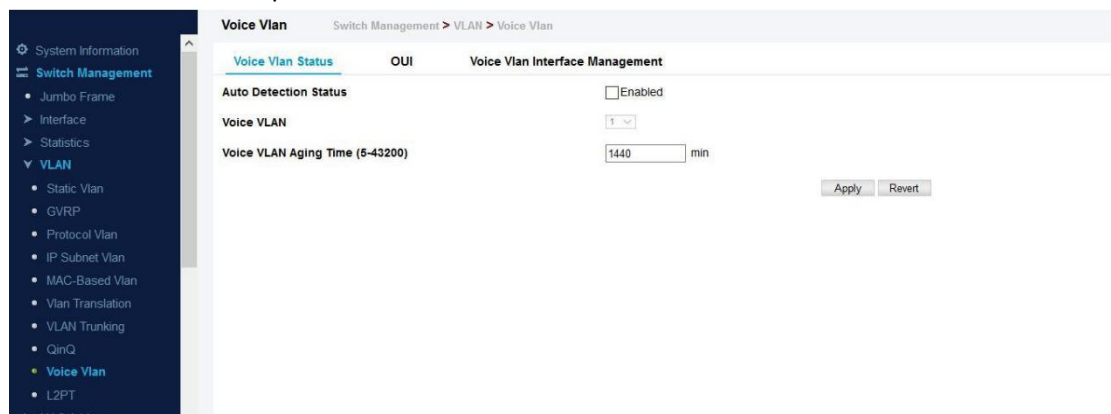 Voice Vlan Switch Management > VLAN > Voice Vlan
System Information
Switch Management
Jumbo Frame
Interface
Statistics
VLAN
Static Vlan
GVRP
Protocol Vlan
IP Subnet Vlan
MAC-Based Vlan
Vlan Translation
VLAN Trunking
QinQ
Voice Vlan
L2PT
Voice Vlan Status OUI Voice Vlan Interface Management
Auto Detection Status Enabled
Voice VLAN 1
Voice VLAN Aging Time (5-43200) 1440 min
Apply Revert